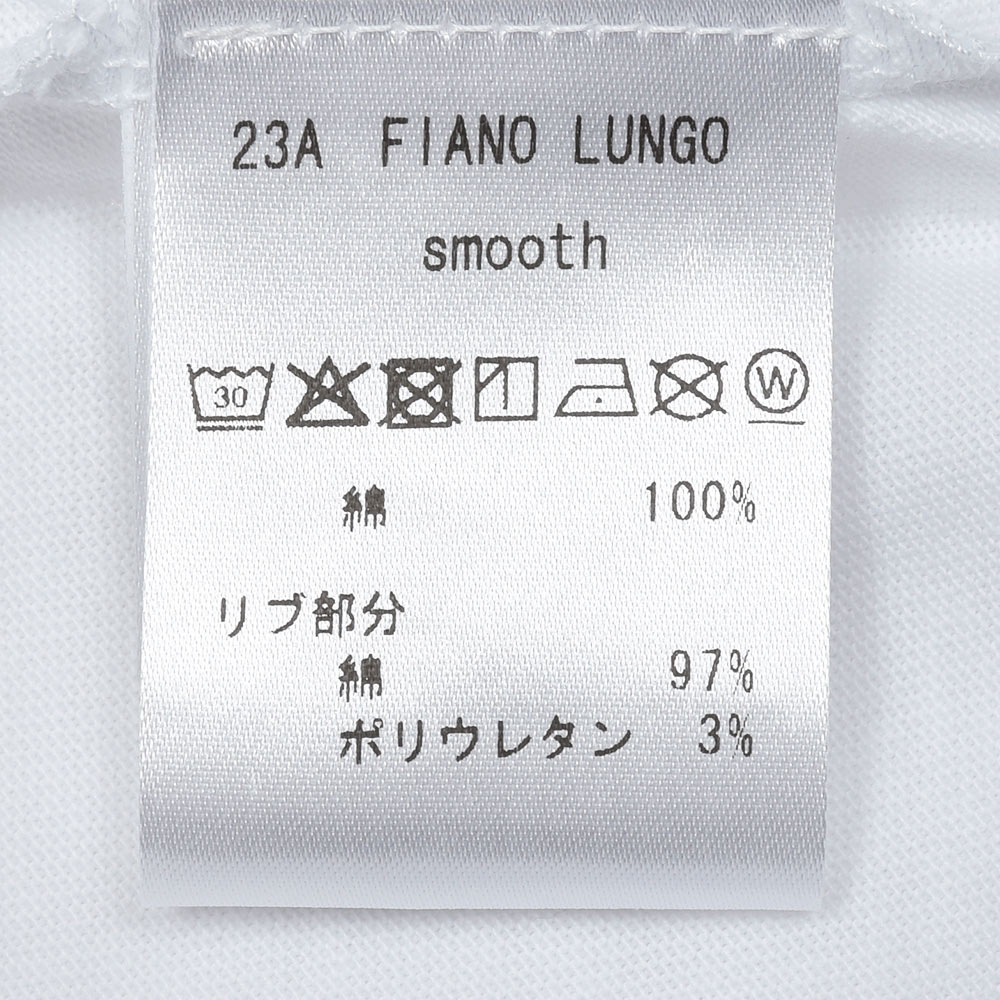 23A FIANO LUNGO
smooth
30 W
綿 100%
リブ部分
綿 97%
ポリウレタン 3%